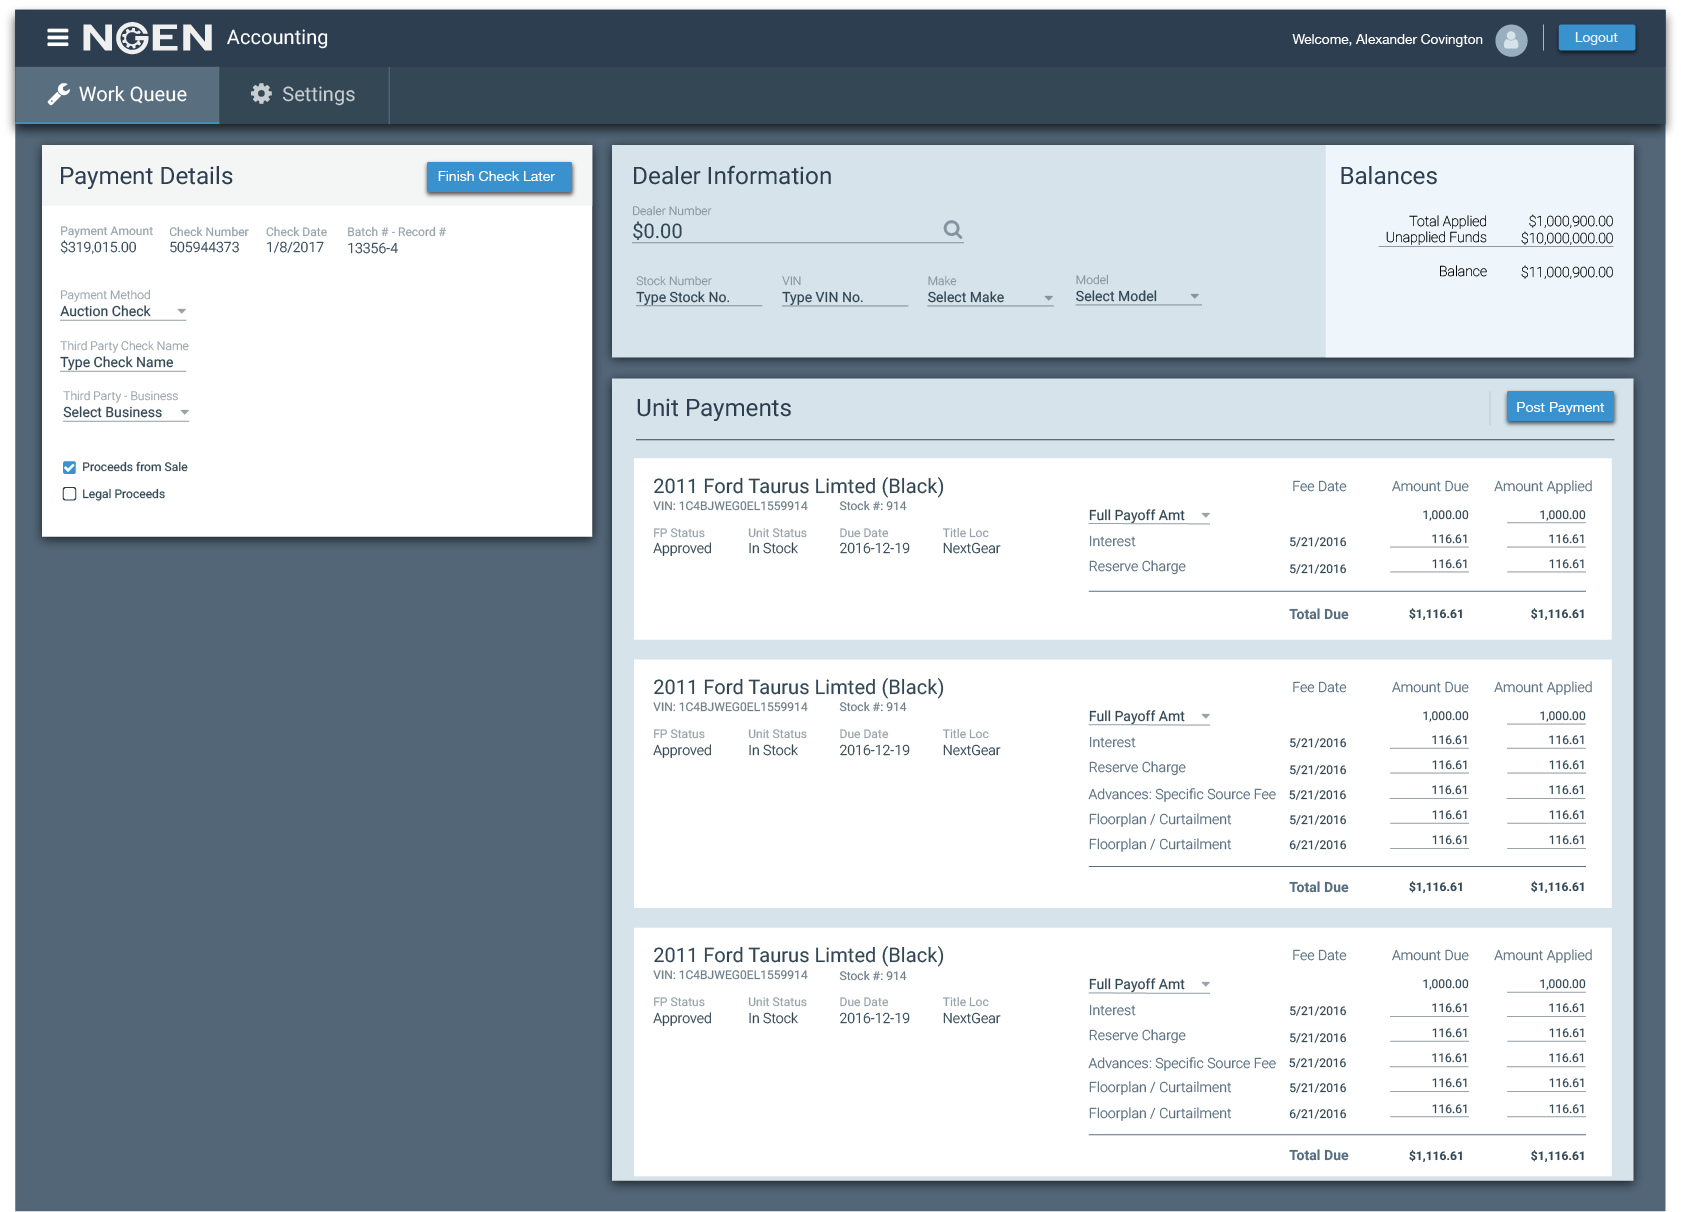 NGEN Accounting
Welcome, Alexander Covington
Logout
Work Queue
Settings
Payment Details
Finish Check Later
Payment Amount Check Number Check Date Batch # - Record #
$319,015.00 505944373 1/8/2017 13356-4
Payment Method
Auction Check
Third Party Check Name
Type Check Name
Third Party - Business
Select Business
Proceeds from Sale
Legal Proceeds
Dealer Information
Dealer Number
$0.00
Stock Number VIN Make Model
Type Stock No. Type VIN No. Select Make Select Model
Balances
Total Applied $1,000,900.00
Unapplied Funds $10,000,000.00
Balance $11,000,900.00
Unit Payments
Post Payment
2011 Ford Taurus Limted (Black)
VIN: 1C4BJWEG0EL1559914 Stock #: 914
FP Status Unit Status Due Date Title Loc
Approved In Stock 2016-12-19 NextGear
Fee Date Amount Due Amount Applied
Full Payoff Amt 1,000.00 1,000.00
Interest 5/21/2016 116.61 116.61
Reserve Charge 5/21/2016 116.61 116.61
Total Due $1,116.61 $1,116.61
2011 Ford Taurus Limted (Black)
VIN: 1C4BJWEG0EL1559914 Stock #: 914
FP Status Unit Status Due Date Title Loc
Approved In Stock 2016-12-19 NextGear
Fee Date Amount Due Amount Applied
Full Payoff Amt 1,000.00 1,000.00
Interest 5/21/2016 116.61 116.61
Reserve Charge 5/21/2016 116.61 116.61
Advances: Specific Source Fee 5/21/2016 116.61 116.61
Floorplan / Curtailment 5/21/2016 116.61 116.61
Floorplan / Curtailment 6/21/2016 116.61 116.61
Total Due $1,116.61 $1,116.61
2011 Ford Taurus Limted (Black)
VIN: 1C4BJWEG0EL1559914 Stock #: 914
FP Status Unit Status Due Date Title Loc
Approved In Stock 2016-12-19 NextGear
Fee Date Amount Due Amount Applied
Full Payoff Amt 1,000.00 1,000.00
Interest 5/21/2016 116.61 116.61
Reserve Charge 5/21/2016 116.61 116.61
Advances: Specific Source Fee 5/21/2016 116.61 116.61
Floorplan / Curtailment 5/21/2016 116.61 116.61
Floorplan / Curtailment 6/21/2016 116.61 116.61
Total Due $1,116.61 $1,116.61